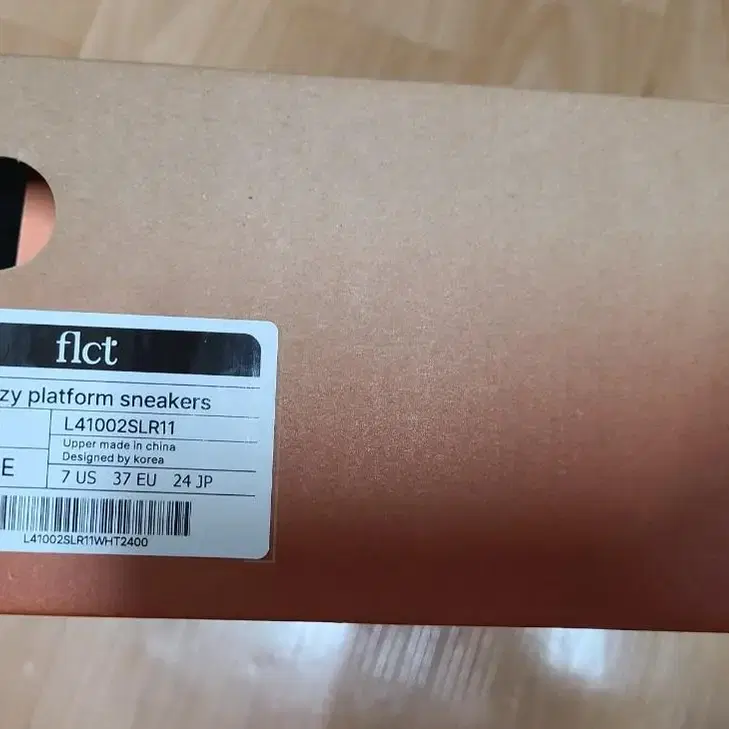 flct
zy platform sneakers
L41002SLR11
Upper made in china
Designed by korea
E
7 US 37 EU 24 JP
L41002SLR11WHT2400